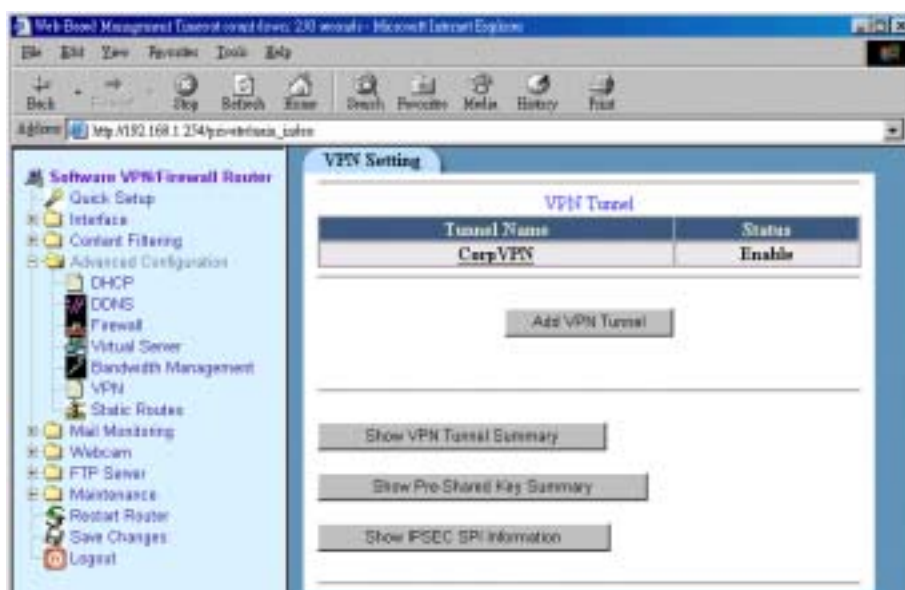 Web-Based Management Timeout count down: 230 seconds - Microsoft Internet Explorer
File Edit View Favorites Tools Help
Back Stop Refresh Home Search Favorites Media History Print
Address
VPN Setting
Software VPN/Firewall Router
Quick Setup
Interface
Content Filtering
Advanced Configuration
DHCP
DDNS
Firewall
Virtual Server
Bandwidth Management
VPN
Static Routes
Mail Monitoring
Webcam
FTP Server
Maintenance
Restart Router
Save Changes
Logout
VPN Tunnel
Tunnel Name Status
CorpVPN Enable
Add VPN Tunnel
Show VPN Tunnel Summary
Show Pre-Shared Key Summary
Show IPSEC SPI Information